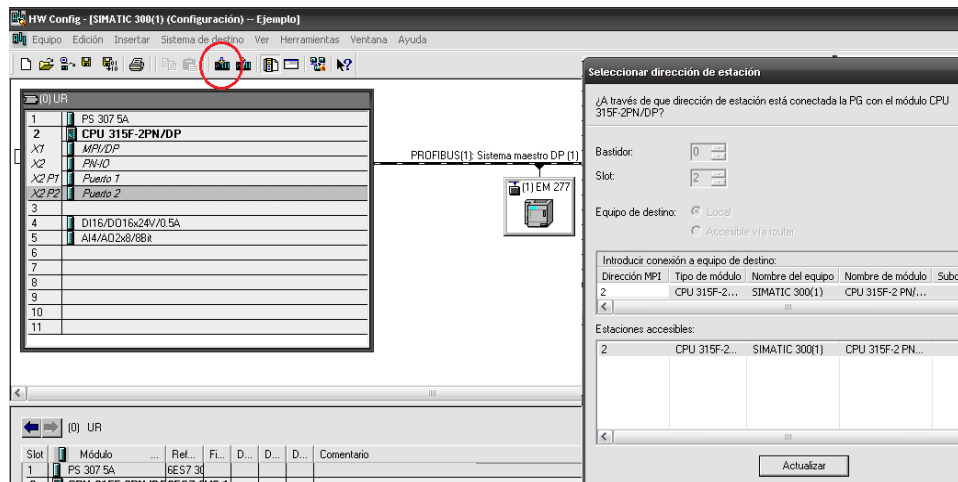 HW Config - [SIMATIC 300(1) (Configuración) -- Ejemplo]
Equipo Edición Insertar Sistema de destino Ver Herramientas Ventana Ayuda
(0) UR
1 PS 307 5A
2 CPU 315F-2PN/DP
X1 MPI/DP
X2 PN-IO
X2 P1 Puerto 1
X2 P2 Puerto 2
3
4 DI16/DO16x24V/0.5A
5 AI4/AO2x8/8Bit
6
7
8
9
10
11
PROFIBUS(1): Sistema maestro DP (1)
(1) EM 277
Seleccionar dirección de estación
¿A través de que dirección de estación está conectada la PG con el módulo CPU
315F-2PN/DP?
Bastidor: 0
Slot: 2
Equipo de destino: Local
Accesible vía router
Introducir conexión a equipo de destino:
Dirección MPI Tipo de módulo Nombre del equipo Nombre de módulo
2 CPU 315F-2... SIMATIC 300(1) CPU 315F-2 PN/...
Estaciones accesibles:
2 CPU 315F-2... SIMATIC 300(1) CPU 315F-2 PN...
Actualizar
(0) UR
Slot Módulo ... Ref... Fi... D... D... D... Comentario
1 PS 307 5A 6ES7 30